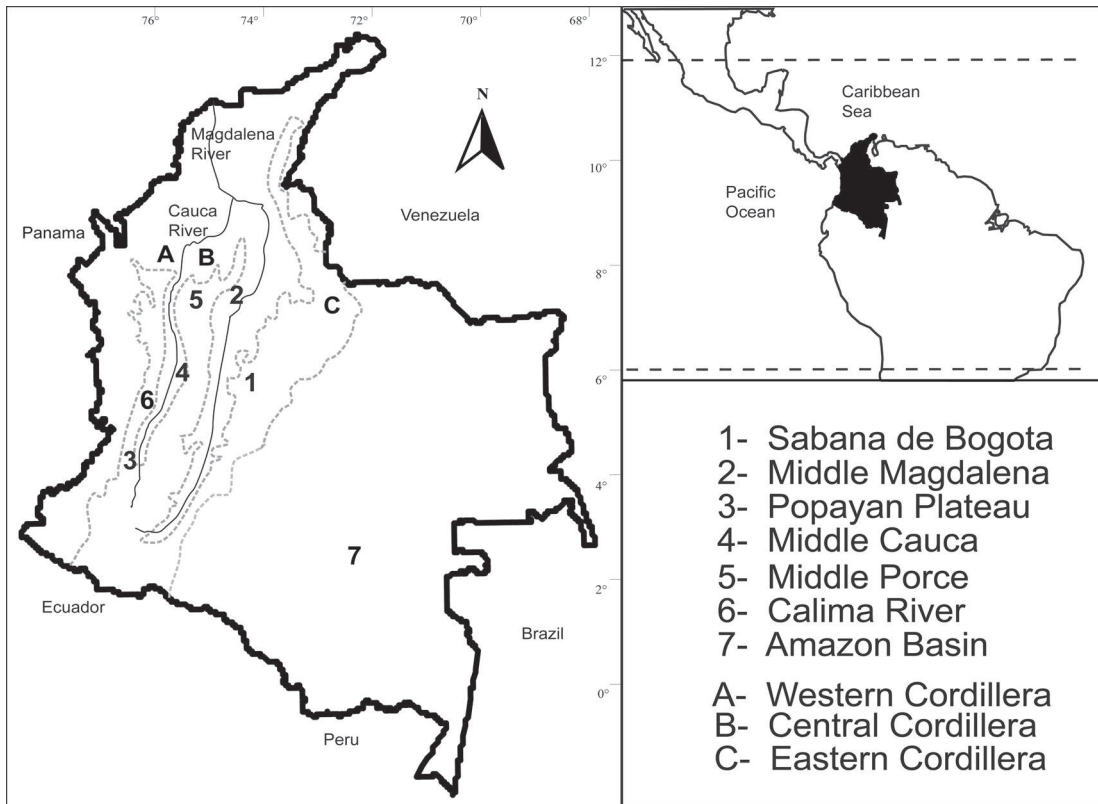 76°
74°
72°
70°
68°
N
Magdalena
River
Cauca
River
Panama
Venezuela
A
B
5
2
C
4
1
6
3
7
Ecuador
Peru
Brazil
12°
10°
8°
6°
4°
2°
0°
Caribbean
Sea
Pacific
Ocean
1- Sabana de Bogota
2- Middle Magdalena
3- Popayan Plateau
4- Middle Cauca
5- Middle Porce
6- Calima River
7- Amazon Basin
A- Western Cordillera
B- Central Cordillera
C- Eastern Cordillera